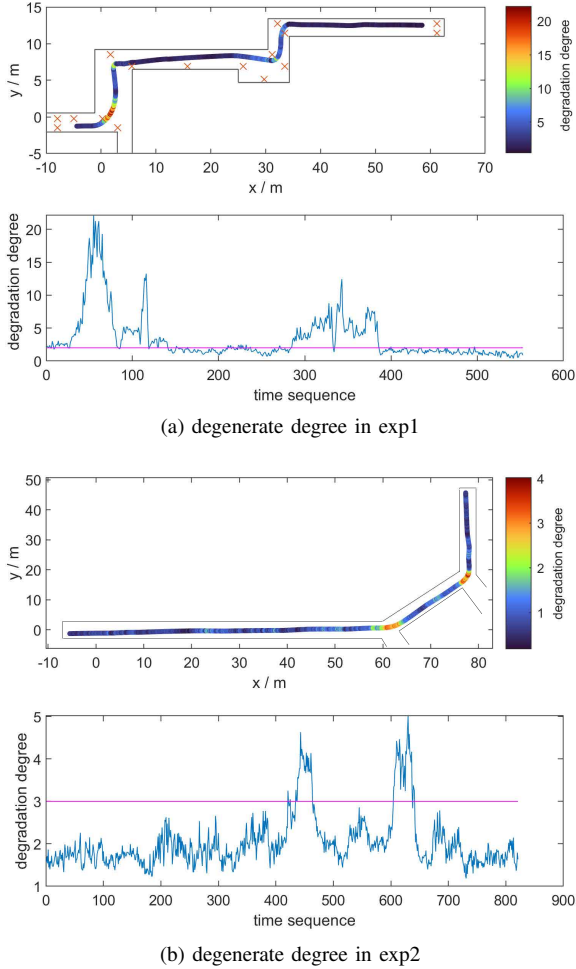 15
10
5
0
-5
y / m
-10 0 10 20 30 40 50 60 70
x / m
20
15
10
5
degradation degree
20
15
10
5
0
degradation degree
0 100 200 300 400 500 600
time sequence
(a) degenerate degree in exp1
50
40
30
20
10
0
y / m
-10 0 10 20 30 40 50 60 70 80
x / m
4
3
2
1
degradation degree
5
4
3
2
1
degradation degree
0 100 200 300 400 500 600 700 800 900
time sequence
(b) degenerate degree in exp2